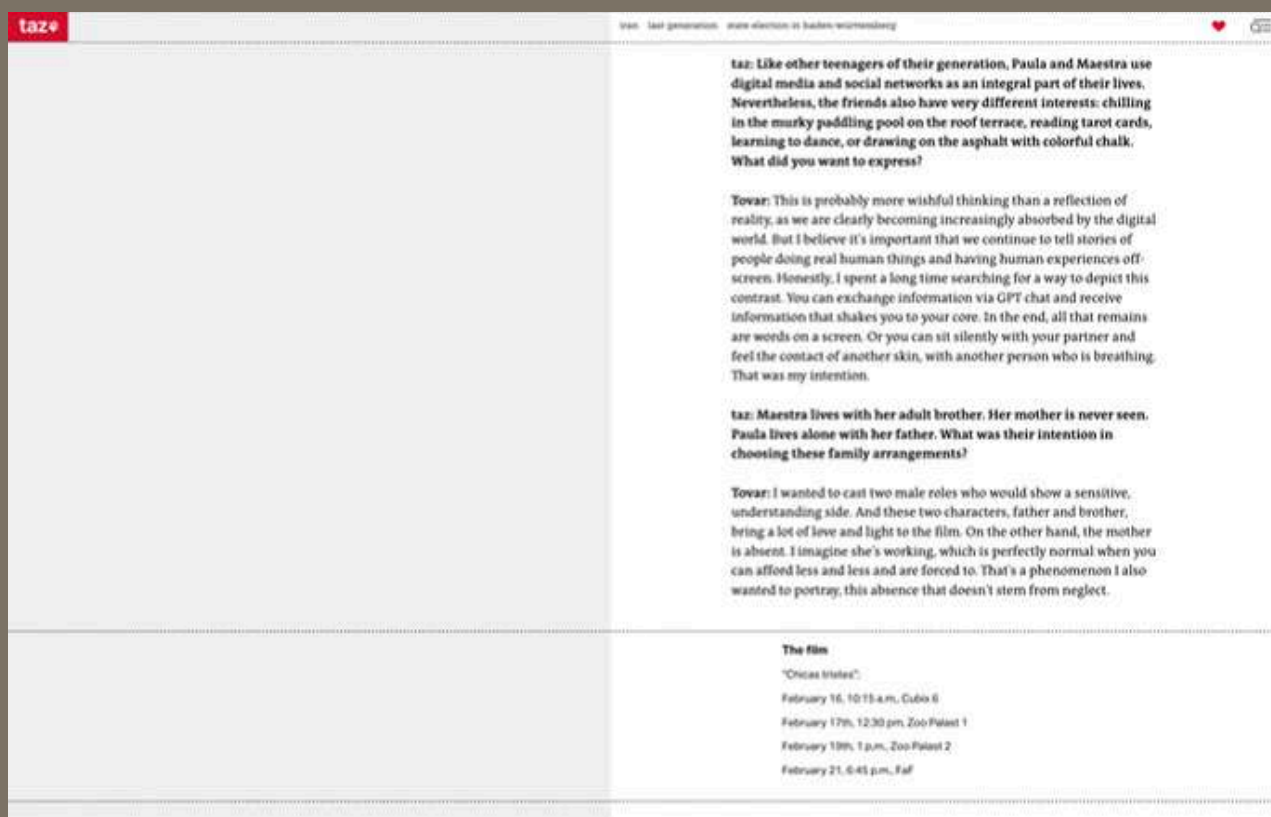 taz
iran last generation state election in baden-württemberg
taz: Like other teenagers of their generation, Paula and Maestra use
digital media and social networks as an integral part of their lives.
Nevertheless, the friends also have very different interests: chilling
in the murky paddling pool on the roof terrace, reading tarot cards,
learning to dance, or drawing on the asphalt with colorful chalk.
What did you want to express?
Tovar: This is probably more wishful thinking than a reflection of
reality, as we are clearly becoming increasingly absorbed by the digital
world. But I believe it's important that we continue to tell stories of
people doing real human things and having human experiences off-
screen. Honestly, I spent a long time searching for a way to depict this
contrast. You can exchange information via GPT chat and receive
information that shakes you to your core. In the end, all that remains
are words on a screen. Or you can sit silently with your partner and
feel the contact of another skin, with another person who is breathing.
That was my intention.
taz: Maestra lives with her adult brother. Her mother is never seen.
Paula lives alone with her father. What was their intention in
choosing these family arrangements?
Tovar: I wanted to cast two male roles who would show a sensitive,
understanding side. And these two characters, father and brother,
bring a lot of love and light to the film. On the other hand, the mother
is absent. I imagine she's working, which is perfectly normal when you
can afford less and less and are forced to. That's a phenomenon I also
wanted to portray, this absence that doesn't stem from neglect.
The film
"Chicas tristes":
February 16, 10:15 a.m., Cubix 6
February 17th, 12:30 pm, Zoo Palast 1
February 19th, 1 p.m., Zoo Palast 2
February 21, 6:45 p.m., FaF